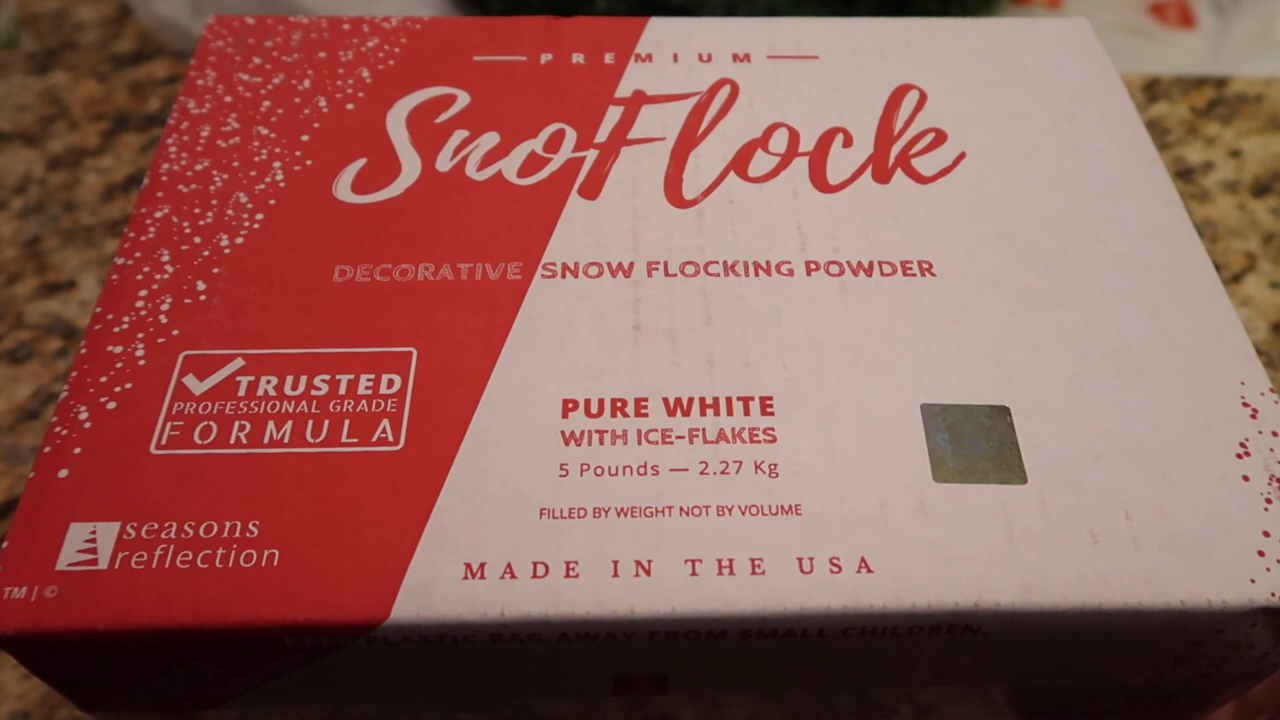 PREMIUM
SnoFlock
DECORATIVE SNOW FLOCKING POWDER
TRUSTED
PROFESSIONAL GRADE
FORMULA
PURE WHITE
WITH ICE-FLAKES
5 Pounds — 2.27 Kg
FILLED BY WEIGHT NOT BY VOLUME
MADE IN THE USA
seasons
reflection
TM | ©
PLASTIC BAG AWAY FROM SMALL CHILDREN.